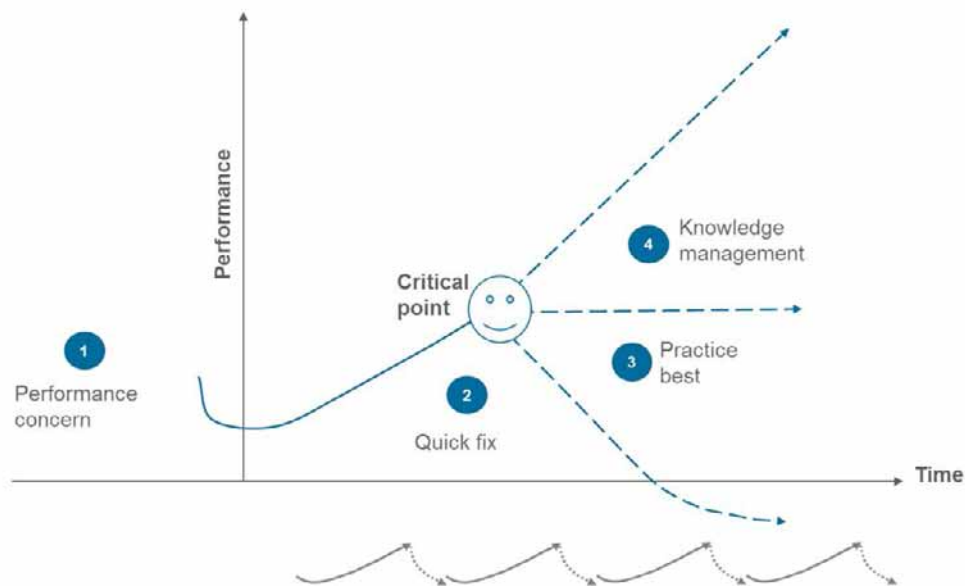 Performance
4
Knowledge
management
Critical
point
1
3
Practice
best
Performance
concern
2
Quick fix
Time